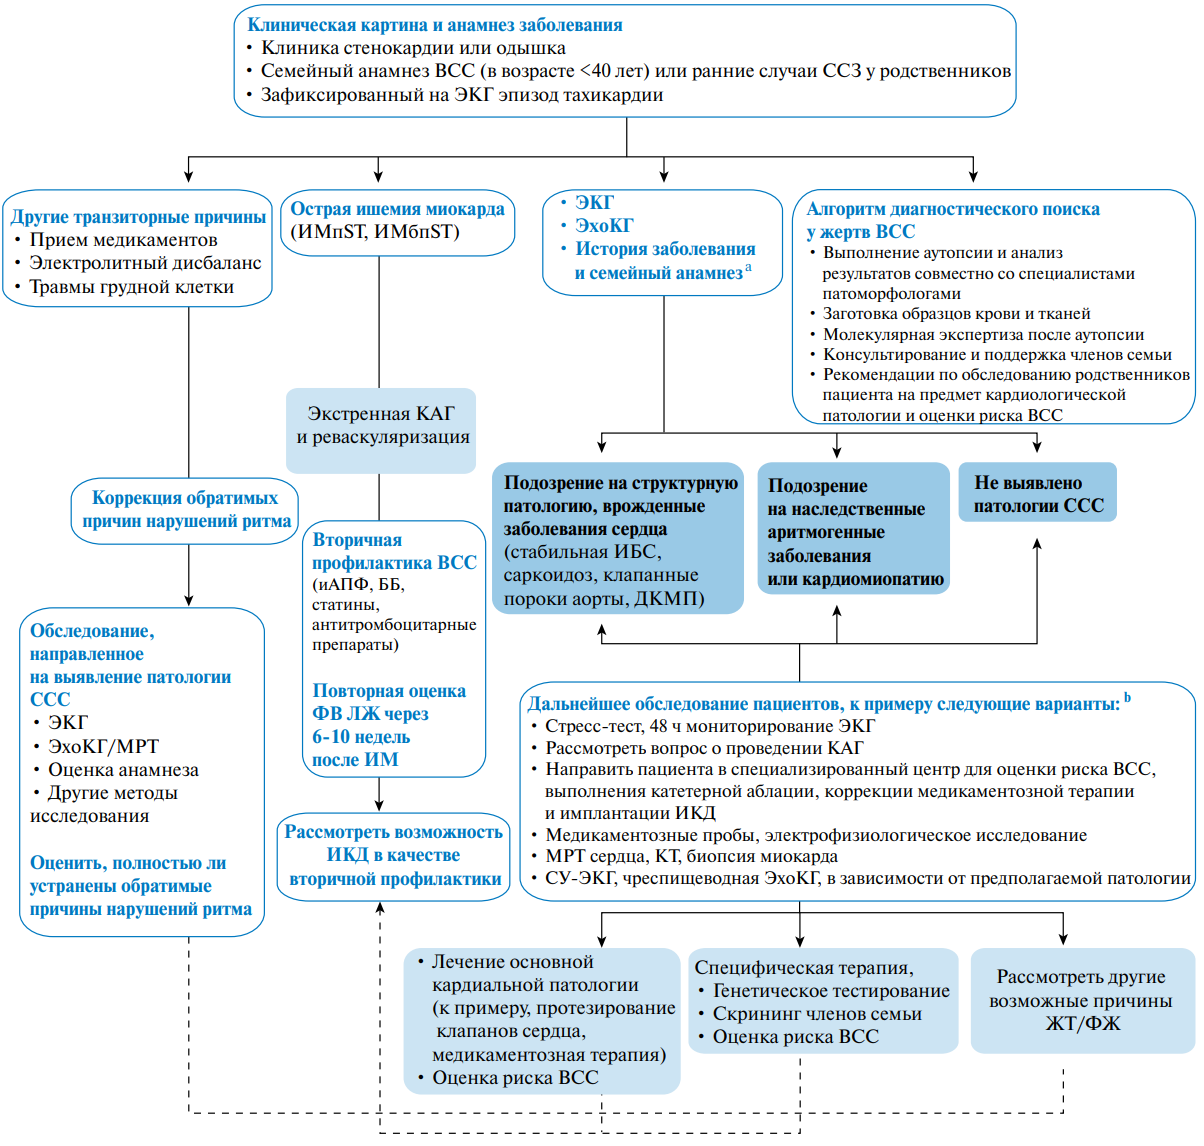 Клиническая картина и анамнез заболевания
• Клиника стенокардии или одышка
• Семейный анамнез ВСС (в возрасте <40 лет) или ранние случаи ССЗ у родственников
• Зафиксированный на ЭКГ эпизод тахикардии
Другие транзиторные причины
• Прием медикаментов
• Электролитный дисбаланс
• Травмы грудной клетки
Острая ишемия миокарда
(ИМпST, ИМбпST)
• ЭКГ
• ЭхоКГ
• История заболевания
и семейный анамнез a
Алгоритм диагностического поиска
у жертв ВСС
• Выполнение аутопсии и анализ
результатов совместно со специалистами
патоморфологами
• Заготовка образцов крови и тканей
• Молекулярная экспертиза после аутопсии
• Консультирование и поддержка членов семьи
• Рекомендации по обследованию родственников
пациента на предмет кардиологической
патологии и оценки риска ВСС
Экстренная КАГ
и реваскуляризация
Коррекция обратимых
причин нарушений ритма
Вторичная
профилактика ВСС
(иАПФ, ББ,
статины,
антитромбоцитарные
препараты)
Повторная оценка
ФВ ЛЖ через
6-10 недель
после ИМ
Подозрение на структурную
патологию, врожденные
заболевания сердца
(стабильная ИБС,
саркоидоз, клапанные
пороки аорты, ДКМП)
Подозрение
на наследственные
аритмогенные
заболевания
или кардиомиопатию
Не выявлено
патологии ССС
Обследование,
направленное
на выявление патологии
ССС
• ЭКГ
• ЭхоКГ/МРТ
• Оценка анамнеза
• Другие методы
исследования
Оценить, полностью ли
устранены обратимые
причины нарушений ритма
Рассмотреть возможность
ИКД в качестве
вторичной профилактики
Дальнейшее обследование пациентов, к примеру следующие варианты: b
• Стресс-тест, 48 ч мониторирование ЭКГ
• Рассмотреть вопрос о проведении КАГ
• Направить пациента в специализированный центр для оценки риска ВСС,
выполнения катетерной аблации, коррекции медикаментозной терапии
и имплантации ИКД
• Медикаментозные пробы, электрофизиологическое исследование
• МРТ сердца, КТ, биопсия миокарда
• СУ-ЭКГ, чреспищеводная ЭхоКГ, в зависимости от предполагаемой патологии
• Лечение основной
кардиальной патологии
(к примеру, протезирование
клапанов сердца,
медикаментозная терапия)
• Оценка риска ВСС
Специфическая терапия,
• Генетическое тестирование
• Скрининг членов семьи
• Оценка риска ВСС
Рассмотреть другие
возможные причины
ЖТ/ФЖ